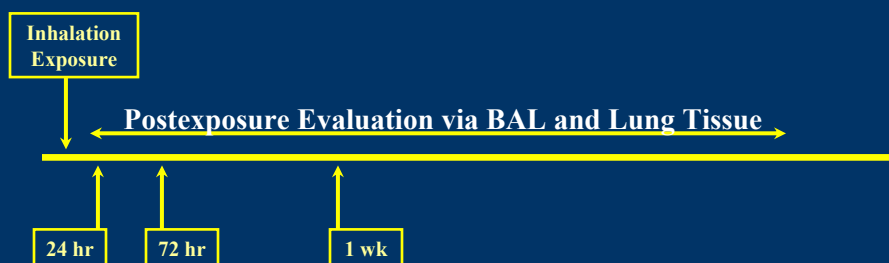 Inhalation
Exposure
Postexposure Evaluation via BAL and Lung Tissue
24 hr
72 hr
1 wk